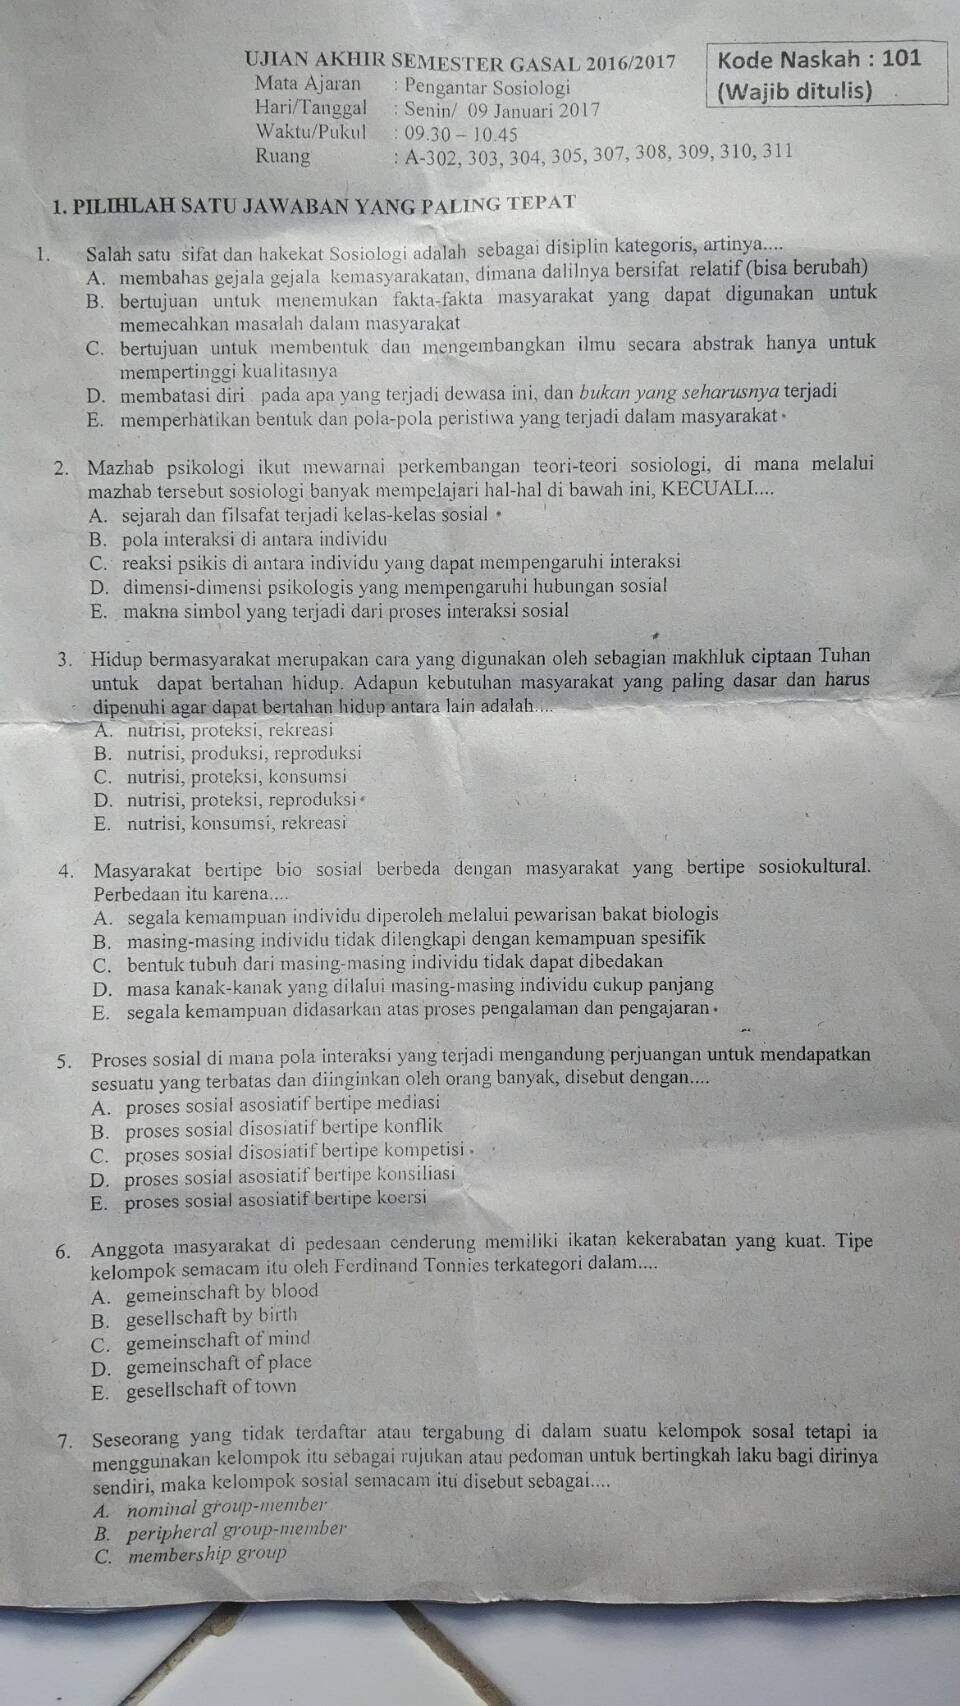 UJIAN AKHIR SEMESTER GASAL 2016/2017
Mata Ajaran : Pengantar Sosiologi
Hari/Tanggal : Senin/ 09 Januari 2017
Waktu/Pukul : 09.30 – 10.45
Ruang : A-302, 303, 304, 305, 307, 308, 309, 310, 311
Kode Naskah : 101
(Wajib ditulis)
1. PILIHLAH SATU JAWABAN YANG PALING TEPAT
1. Salah satu sifat dan hakekat Sosiologi adalah sebagai disiplin kategoris, artinya....
A. membahas gejala gejala kemasyarakatan, dimana dalilnya bersifat relatif (bisa berubah)
B. bertujuan untuk menemukan fakta-fakta masyarakat yang dapat digunakan untuk
memecahkan masalah dalam masyarakat
C. bertujuan untuk membentuk dan mengembangkan ilmu secara abstrak hanya untuk
mempertinggi kualitasnya
D. membatasi diri pada apa yang terjadi dewasa ini, dan bukan yang seharusnya terjadi
E. memperhatikan bentuk dan pola-pola peristiwa yang terjadi dalam masyarakat
2. Mazhab psikologi ikut mewarnai perkembangan teori-teori sosiologi, di mana melalui
mazhab tersebut sosiologi banyak mempelajari hal-hal di bawah ini, KECUALI....
A. sejarah dan filsafat terjadi kelas-kelas sosial
B. pola interaksi di antara individu
C. reaksi psikis di antara individu yang dapat mempengaruhi interaksi
D. dimensi-dimensi psikologis yang mempengaruhi hubungan sosial
E. makna simbol yang terjadi dari proses interaksi sosial
3. Hidup bermasyarakat merupakan cara yang digunakan oleh sebagian makhluk ciptaan Tuhan
untuk dapat bertahan hidup. Adapun kebutuhan masyarakat yang paling dasar dan harus
dipenuhi agar dapat bertahan hidup antara lain adalah....
A. nutrisi, proteksi, rekreasi
B. nutrisi, produksi, reproduksi
C. nutrisi, proteksi, konsumsi
D. nutrisi, proteksi, reproduksi
E. nutrisi, konsumsi, rekreasi
4. Masyarakat bertipe bio sosial berbeda dengan masyarakat yang bertipe sosiokultural.
Perbedaan itu karena....
A. segala kemampuan individu diperoleh melalui pewarisan bakat biologis
B. masing-masing individu tidak dilengkapi dengan kemampuan spesifik
C. bentuk tubuh dari masing-masing individu tidak dapat dibedakan
D. masa kanak-kanak yang dilalui masing-masing individu cukup panjang
E. segala kemampuan didasarkan atas proses pengalaman dan pengajaran
5. Proses sosial di mana pola interaksi yang terjadi mengandung perjuangan untuk mendapatkan
sesuatu yang terbatas dan diinginkan oleh orang banyak, disebut dengan....
A. proses sosial asosiatif bertipe mediasi
B. proses sosial disosiatif bertipe konflik
C. proses sosial disosiatif bertipe kompetisi
D. proses sosial asosiatif bertipe konsiliasi
E. proses sosial asosiatif bertipe koersi
6. Anggota masyarakat di pedesaan cenderung memiliki ikatan kekerabatan yang kuat. Tipe
kelompok semacam itu oleh Ferdinand Tonnies terkategori dalam....
A. gemeinschaft by blood
B. gesellschaft by birth
C. gemeinschaft of mind
D. gemeinschaft of place
E. gesellschaft of town
7. Seseorang yang tidak terdaftar atau tergabung di dalam suatu kelompok sosal tetapi ia
menggunakan kelompok itu sebagai rujukan atau pedoman untuk bertingkah laku bagi dirinya
sendiri, maka kelompok sosial semacam itu disebut sebagai....
A. nominal group-member
B. peripheral group-member
C. membership group